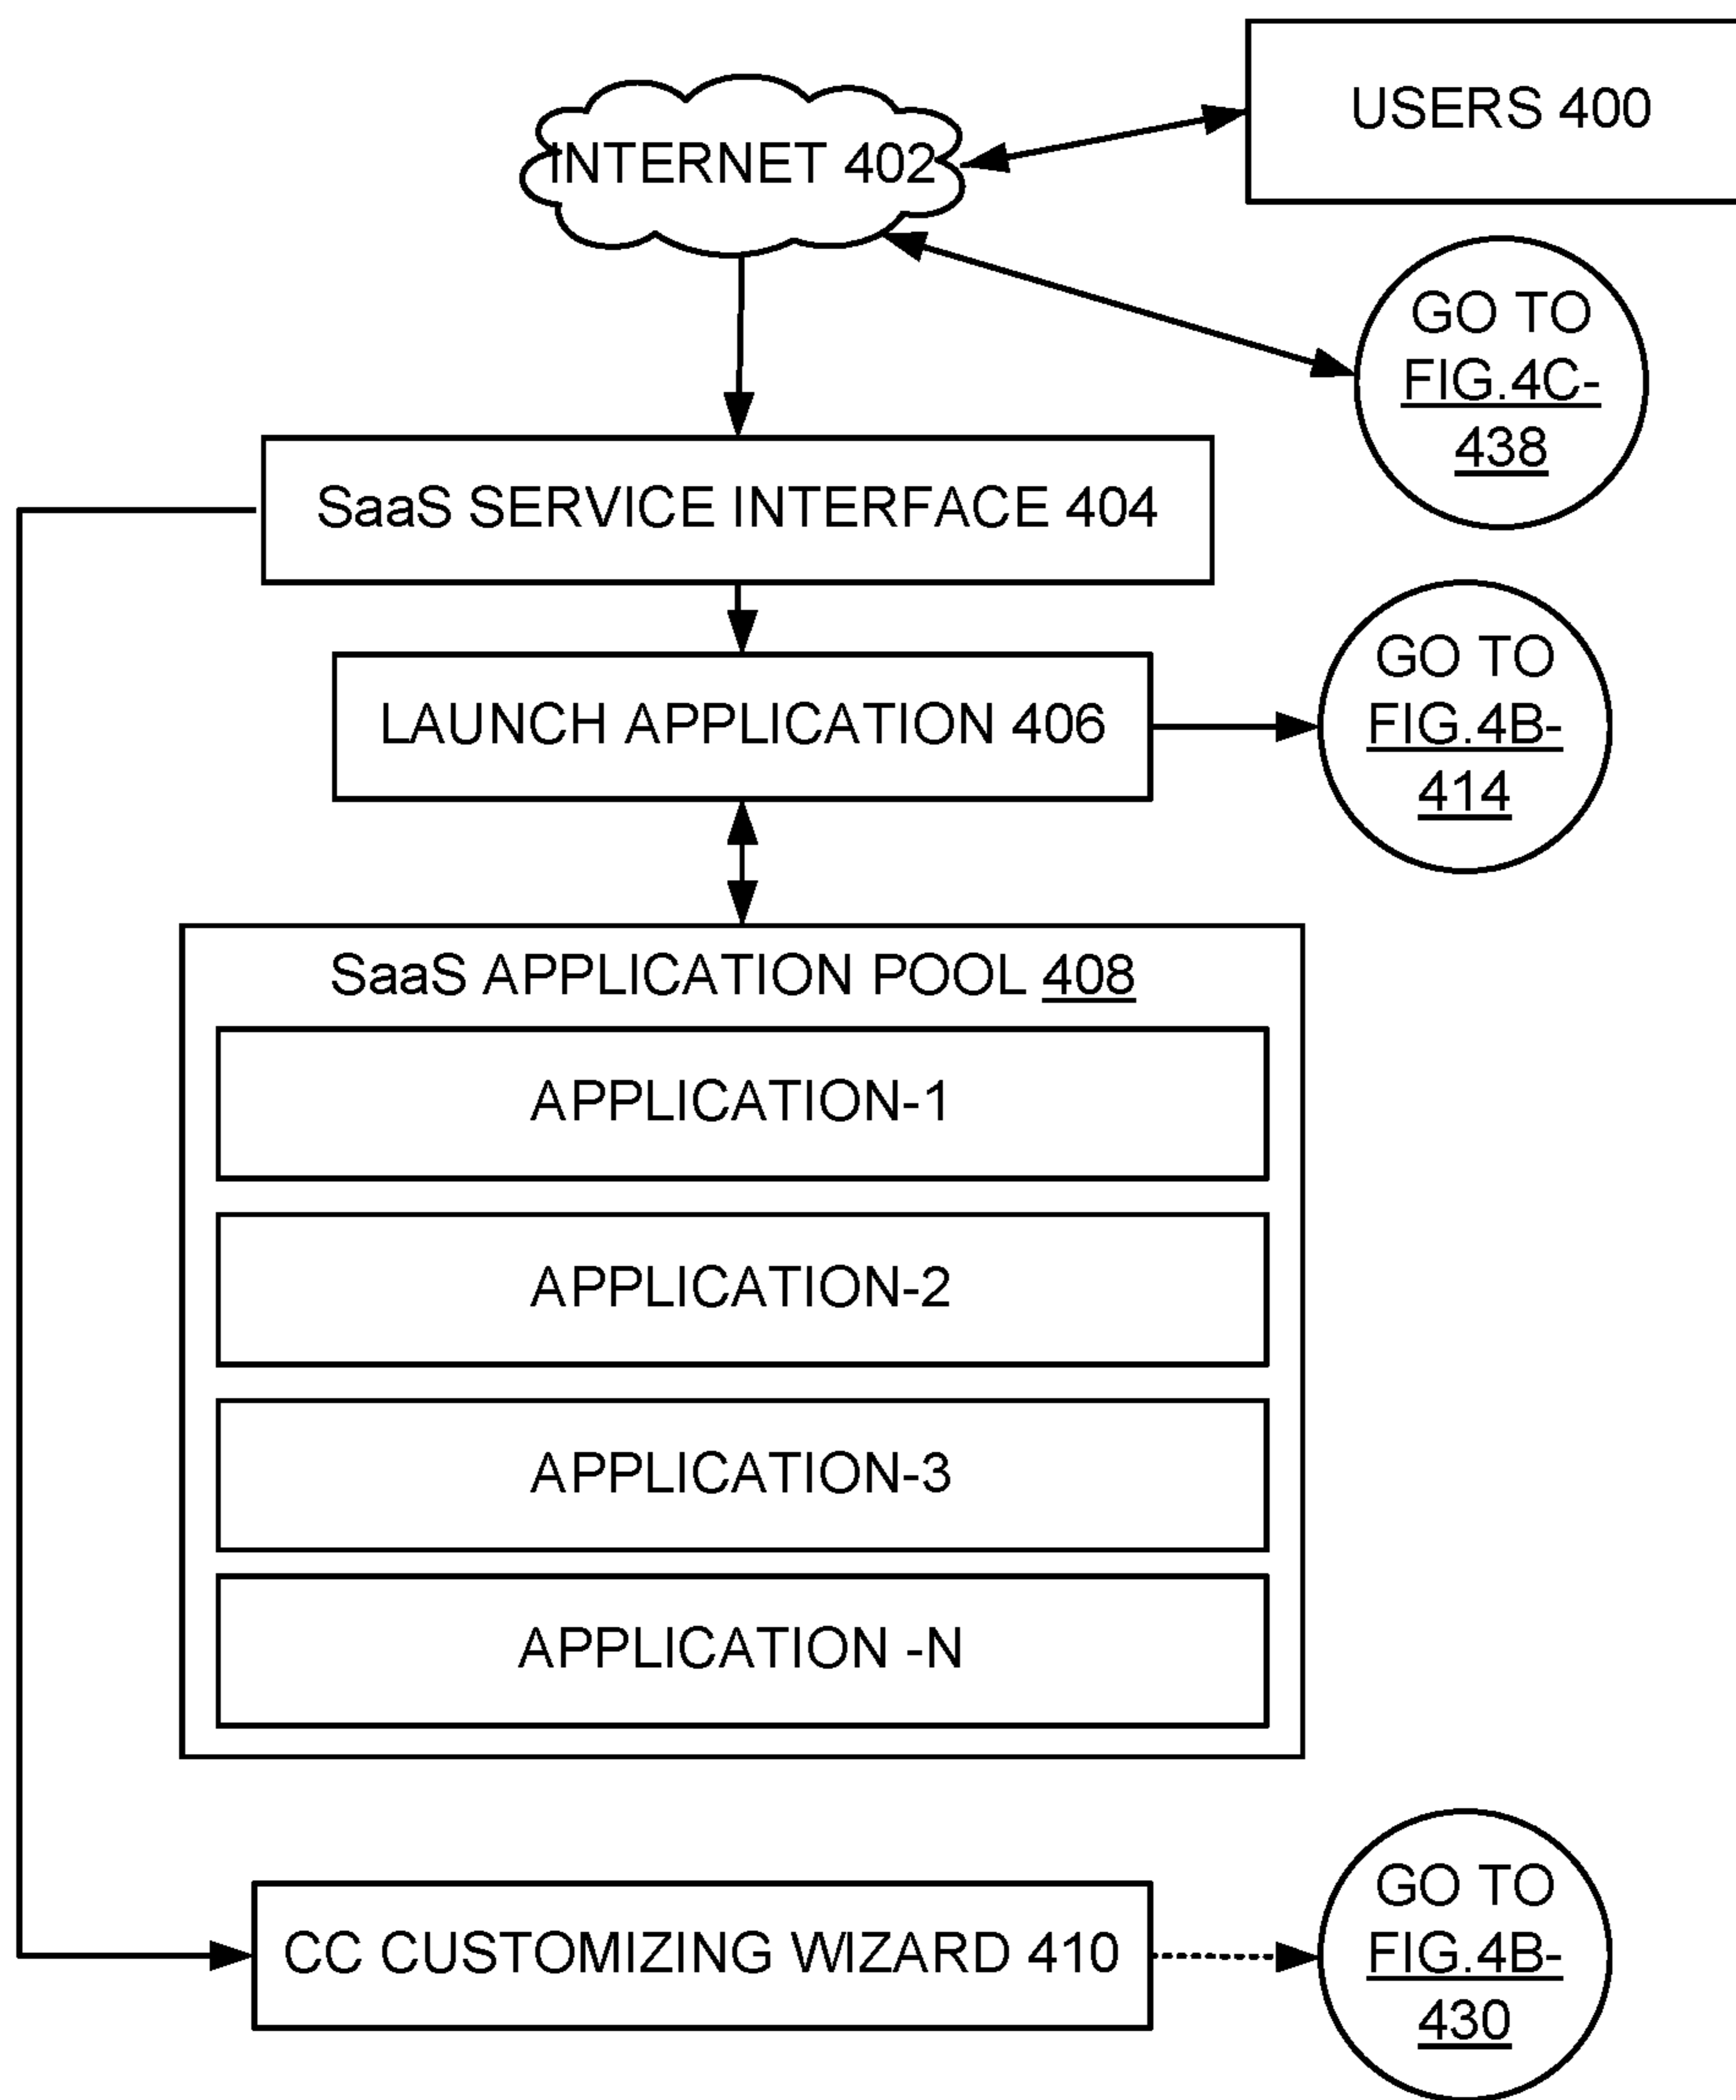 USERS 400
INTERNET 402
GO TO
FIG.4C-
438
SaaS SERVICE INTERFACE 404
LAUNCH APPLICATION 406
GO TO
FIG.4B-
414
SaaS APPLICATION POOL 408
APPLICATION-1
APPLICATION-2
APPLICATION-3
APPLICATION -N
CC CUSTOMIZING WIZARD 410
GO TO
FIG.4B-
430